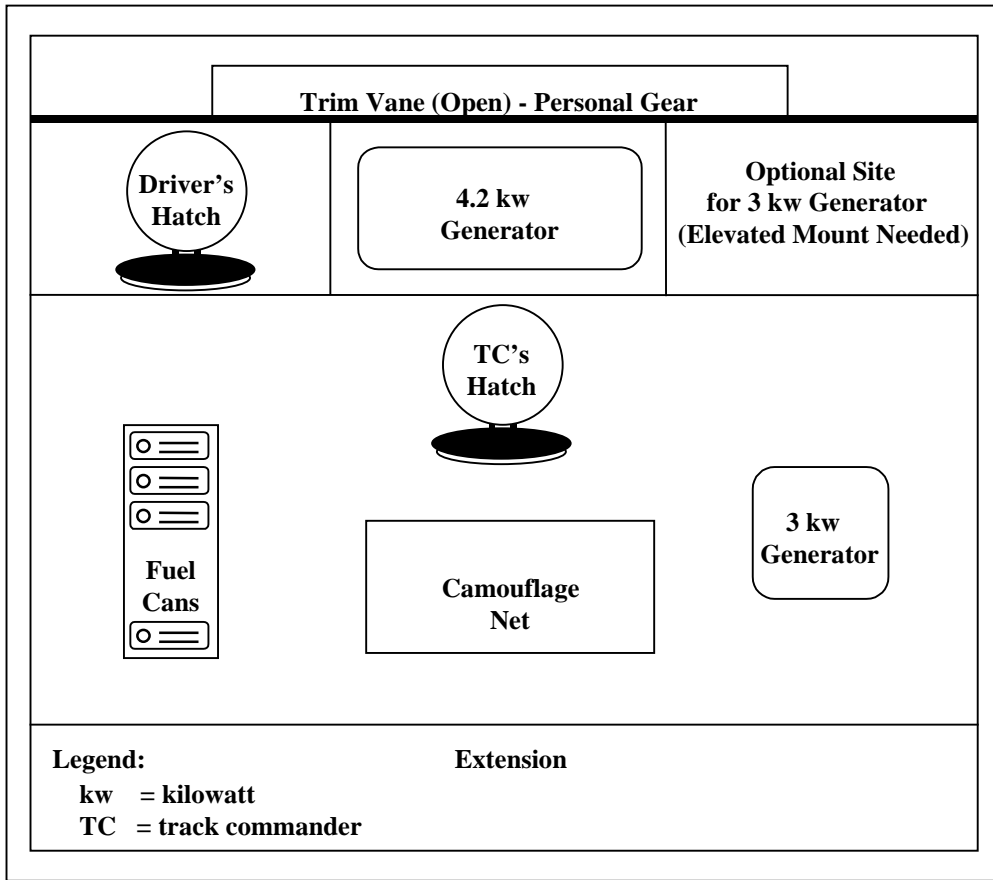 Trim Vane (Open) - Personal Gear
Driver's
Hatch
4.2 kw
Generator
Optional Site
for 3 kw Generator
(Elevated Mount Needed)
TC's
Hatch
Fuel
Cans
Camouflage
Net
3 kw
Generator
Extension
Legend:
kw = kilowatt
TC = track commander